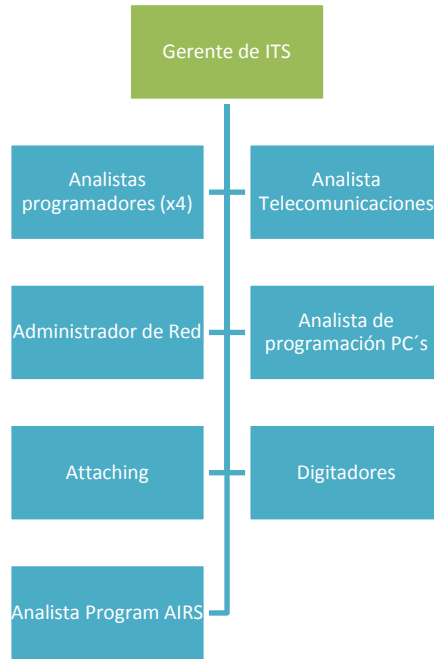 Gerente de ITS
Analistas
programadores (x4)
Analista
Telecomunicaciones
Administrador de Red
Analista de
programación PC´s
Attaching
Digitadores
Analista Program AIRS